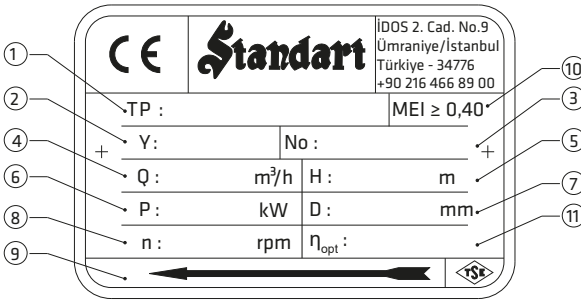 CE Standart İDOS 2. Cad. No.9
Ümraniye/İstanbul
Türkiye - 34776
+90 216 466 89 00
1 TP : MEI ≥ 0,40 10
2 Y : No : 3
4 Q : m³/h H : m 5
6 P : kW D : mm 7
8 n : rpm ηopt : 11
9 TSE